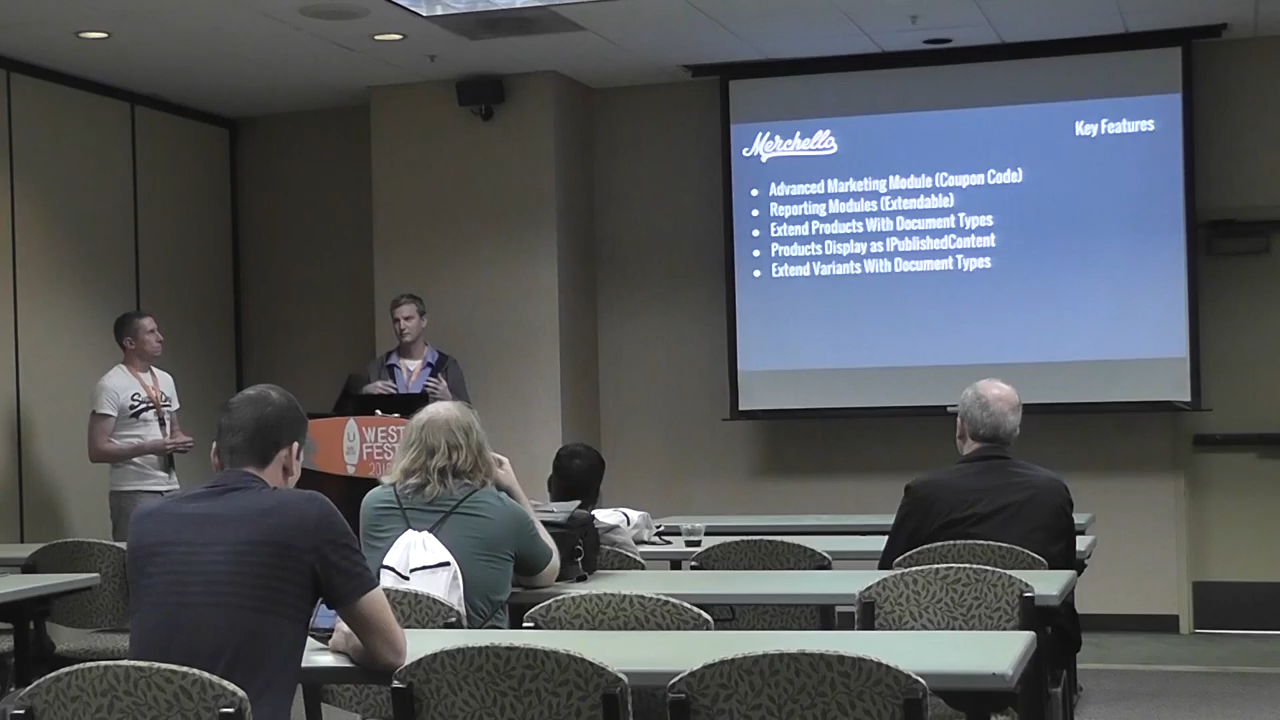 Merchello
Key Features
Advanced Marketing Module (Coupon Code)
Reporting Modules (Extendable)
Extend Products With Document Types
Products Display as IPublishedContent
Extend Variants With Document Types
WEST
FEST